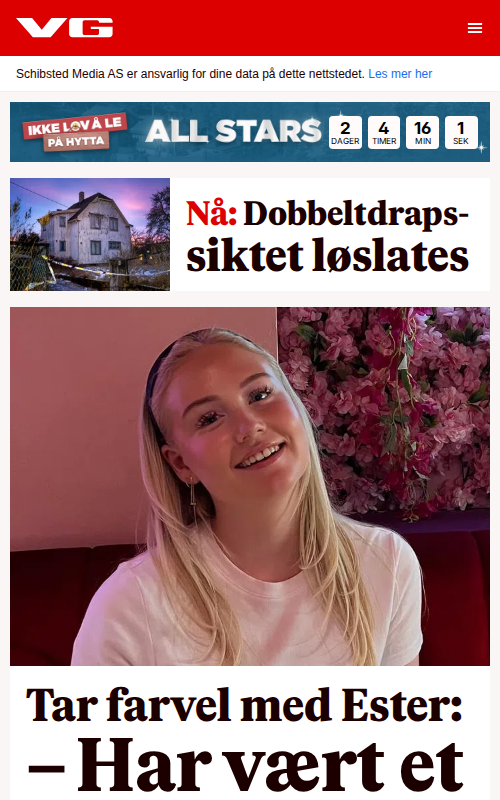 VG
Schibsted Media AS er ansvarlig for dine data på dette nettstedet. Les mer her
IKKE LOV Å LE
PÅ HYTTA
ALL STARS
2 4 16 1
DAGER TIMER MIN SEK
Nå: Dobbeltdraps-
siktet løslates
Tar farvel med Ester:
– Har vært et